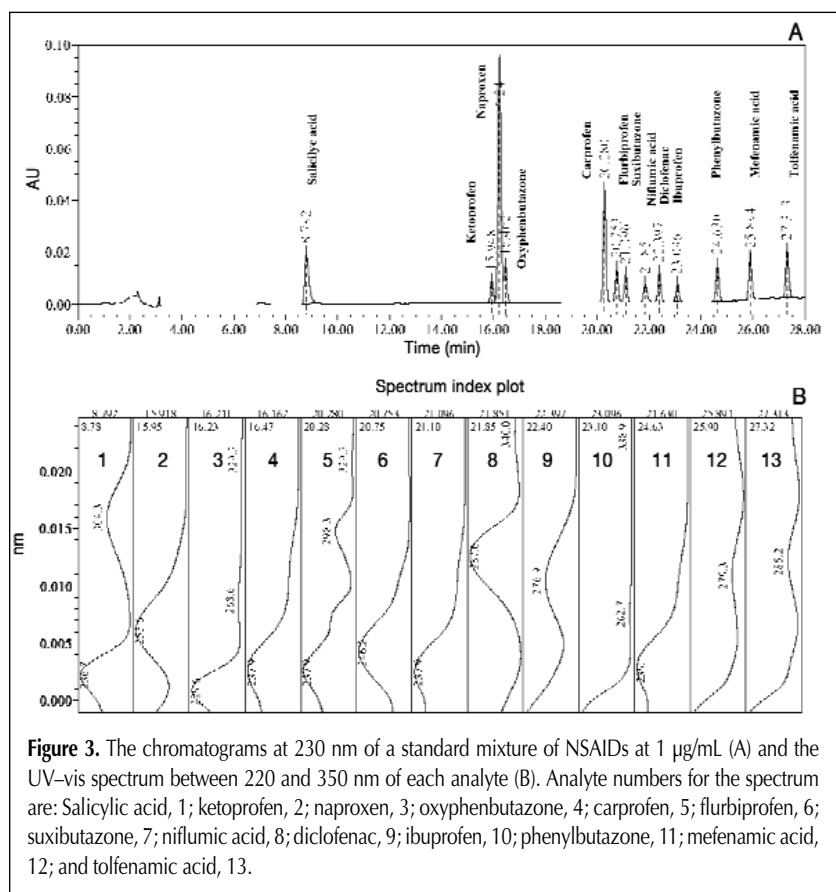 A
0.10
0.08
0.06
0.04
0.02
0.00
AU
Salicilyc acid
Ketoprofen
Naproxen
Oxyphenbutazone
Carprofen
Flurbiprofen
Suxibutazone
Niflumic acid
Diclofenac
Ibuprofen
Phenylbutazone
Mefenamic acid
Tolfenamic acid
0.00 2.00 4.00 6.00 8.00 10.00 12.00 14.00 16.00 18.00 20.00 22.00 24.00 26.00 28.00
Time (min)
Spectrum index plot
B
15.95 16.23 16.47 20.28 20.75 21.10 21.85 22.40 23.10 24.63 25.90 27.32
1 2 3 4 5 6 7 8 9 10 11 12 13
0.020
0.015
0.010
0.005
0.000
nm
298.3
268.6
276.9
262.7
279.3
285.2
Figure 3. The chromatograms at 230 nm of a standard mixture of NSAIDs at 1 µg/mL (A) and the
UV–vis spectrum between 220 and 350 nm of each analyte (B). Analyte numbers for the spectrum
are: Salicylic acid, 1; ketoprofen, 2; naproxen, 3; oxyphenbutazone, 4; carprofen, 5; flurbiprofen, 6;
suxibutazone, 7; niflumic acid, 8; diclofenac, 9; ibuprofen, 10; phenylbutazone, 11; mefenamic acid,
12; and tolfenamic acid, 13.